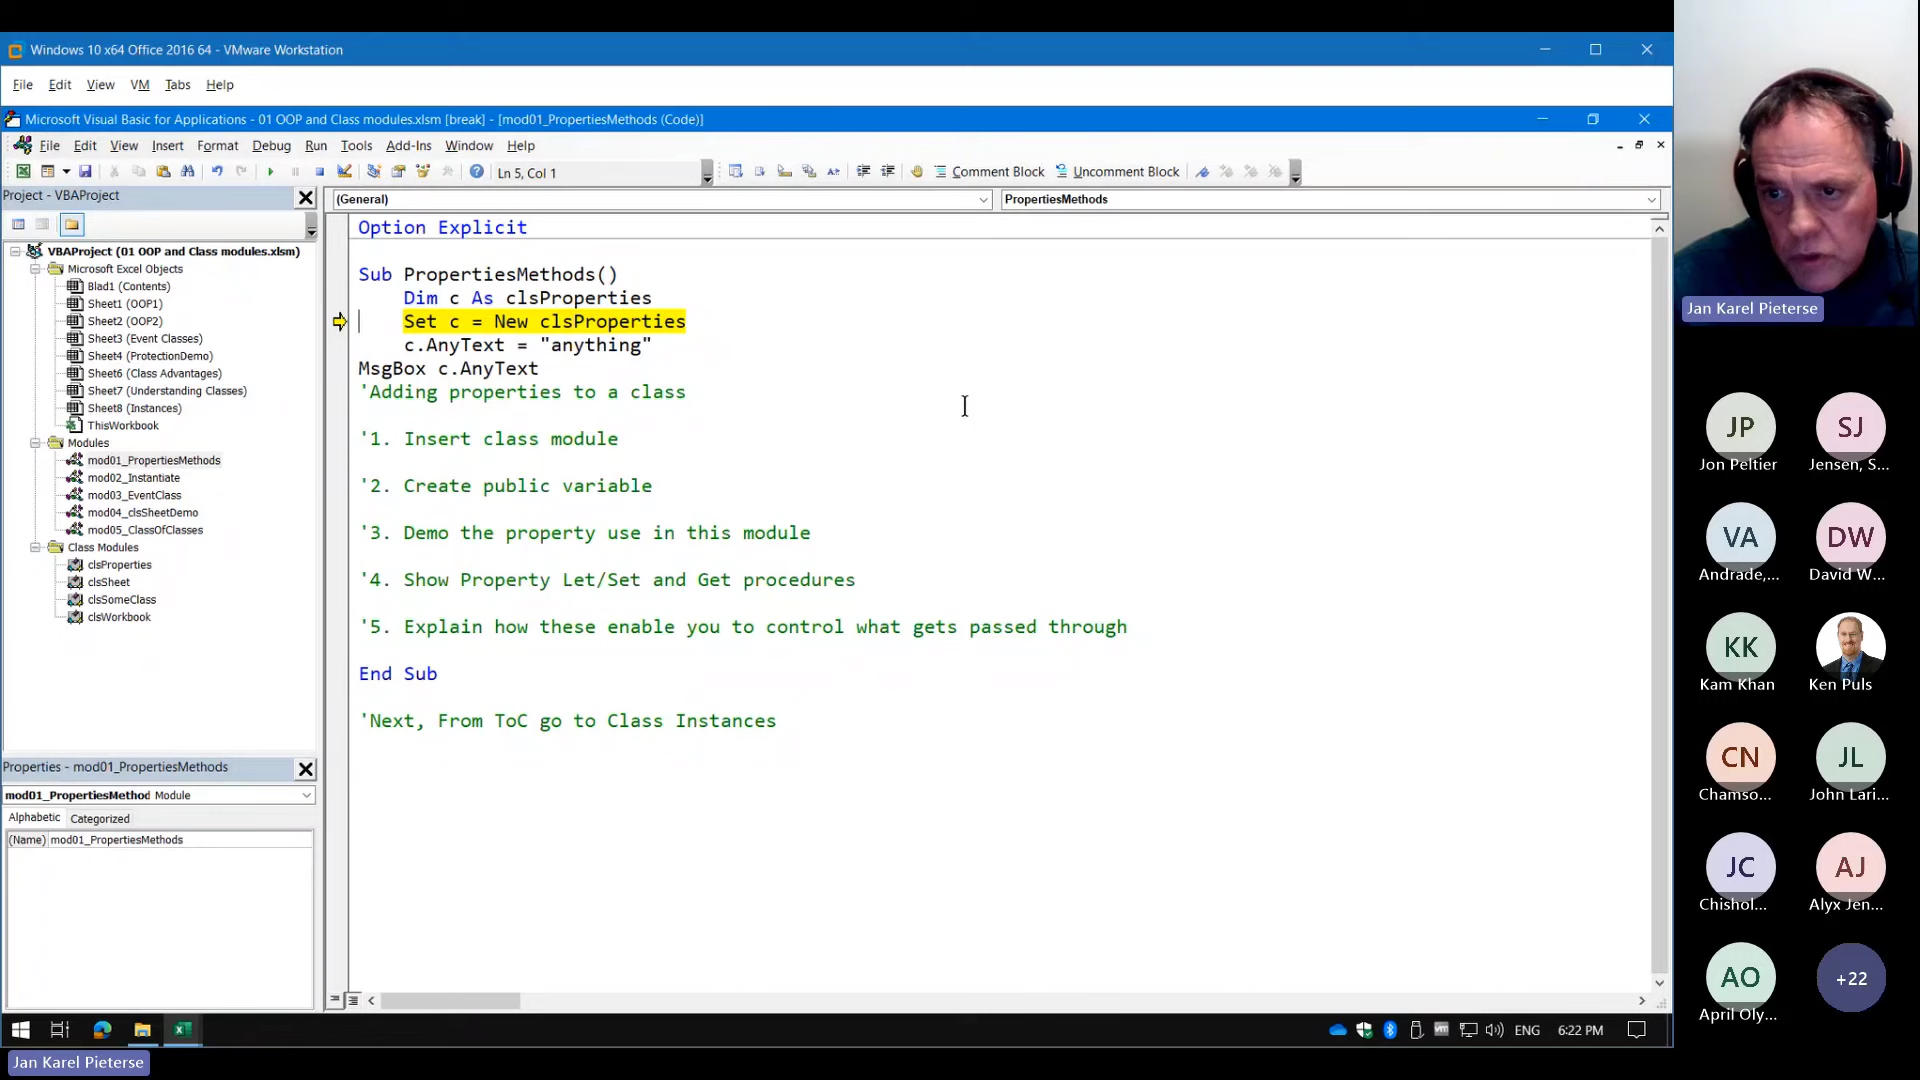 Windows 10 x64 Office 2016 64 - VMware Workstation
File Edit View VM Tabs Help
Microsoft Visual Basic for Applications - 01 OOP and Class modules.xlsm [break] - [mod01_PropertiesMethods (Code)]
File Edit View Insert Format Debug Run Tools Add-Ins Window Help
Ln 5, Col 1
Comment Block
Uncomment Block
Project - VBAProject
VBAProject (01 OOP and Class modules.xlsm)
Microsoft Excel Objects
Blad1 (Contents)
Sheet1 (OOP1)
Sheet2 (OOP2)
Sheet3 (Event Classes)
Sheet4 (ProtectionDemo)
Sheet6 (Class Advantages)
Sheet7 (Understanding Classes)
Sheet8 (Instances)
ThisWorkbook
Modules
mod01_PropertiesMethods
mod02_Instantiate
mod03_EventClass
mod04_clsSheetDemo
mod05_ClassOfClasses
Class Modules
clsProperties
clsSheet
clsSomeClass
clsWorkbook
Properties - mod01_PropertiesMethods
mod01_PropertiesMethod Module
Alphabetic Categorized
(Name) mod01_PropertiesMethods
(General)
PropertiesMethods
Option Explicit
Sub PropertiesMethods()
Dim c As clsProperties
Set c = New clsProperties
c.AnyText = "anything"
MsgBox c.AnyText
'Adding properties to a class
'1. Insert class module
'2. Create public variable
'3. Demo the property use in this module
'4. Show Property Let/Set and Get procedures
'5. Explain how these enable you to control what gets passed through
End Sub
'Next, From ToC go to Class Instances
ENG
6:22 PM
Jan Karel Pieterse
Jan Karel Pieterse
JP
Jon Peltier
SJ
Jensen, S...
VA
Andrade,...
DW
David W...
KK
Kam Khan
Ken Puls
CN
Chamso...
JL
John Lari...
JC
Chishol...
AJ
Alyx Jen...
AO
April Oly...
+22